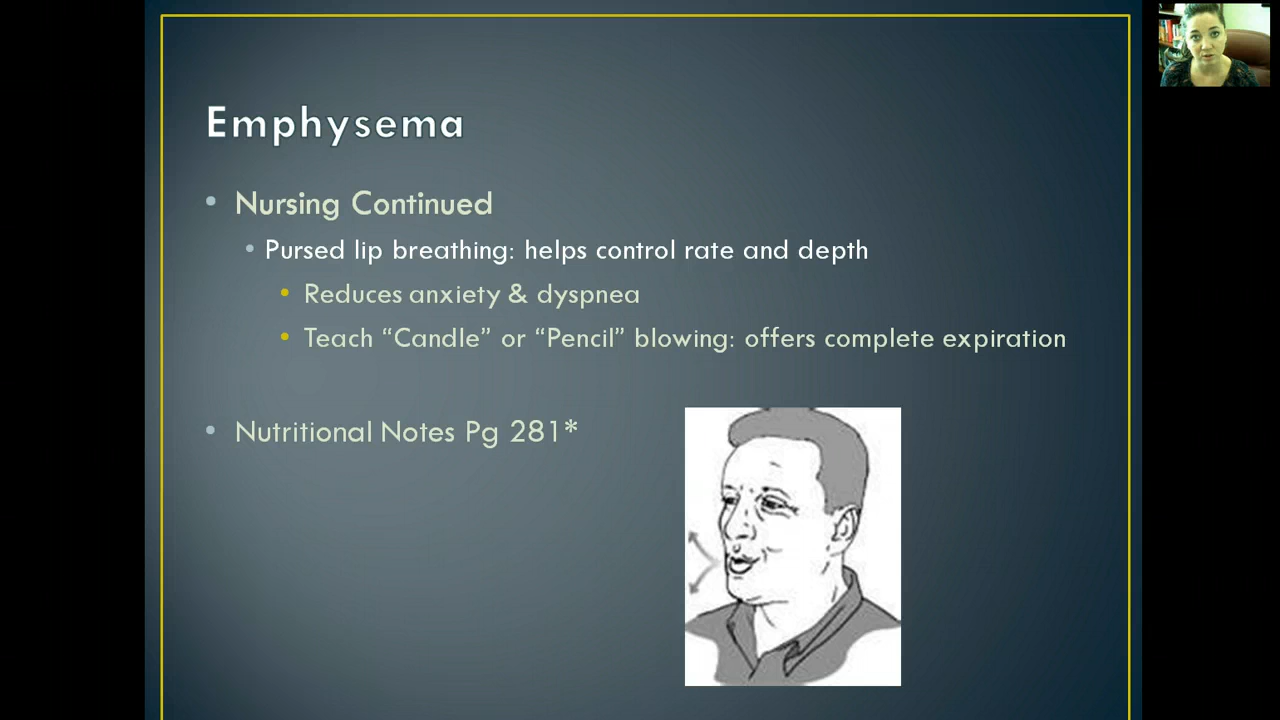 Emphysema
• Nursing Continued
• Pursed lip breathing: helps control rate and depth
• Reduces anxiety & dyspnea
• Teach “Candle” or “Pencil” blowing: offers complete expiration
• Nutritional Notes Pg 281*